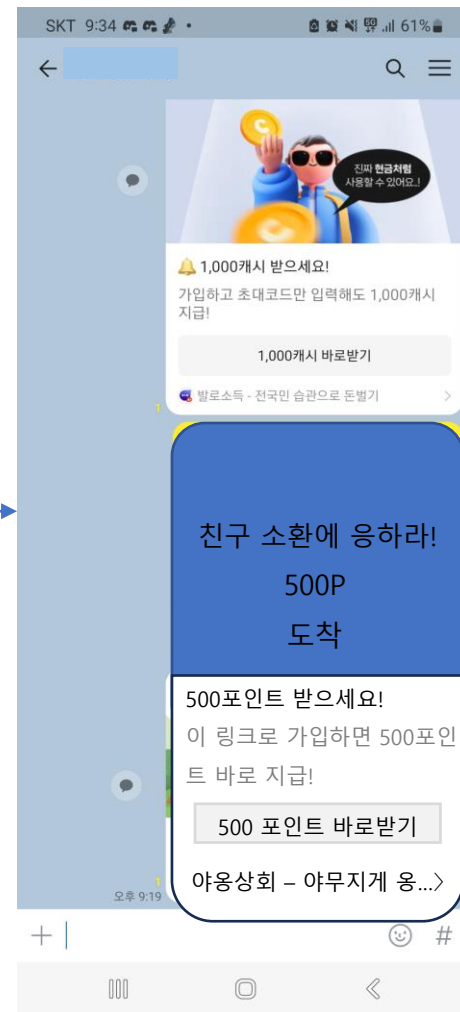 SKT 9:34
61%
진짜 현금처럼
사용할 수 있어요..!
🔔 1,000캐시 받으세요!
가입하고 초대코드만 입력해도 1,000캐시
지급!
1,000캐시 바로받기
발로소득 - 전국민 습관으로 돈벌기 >
1
친구 소환에 응하라!
500P
도착
500포인트 받으세요!
이 링크로 가입하면 500포인
트 바로 지급!
500 포인트 바로받기
야옹상회 – 야무지게 옹...〉
1
오후 9:19
#